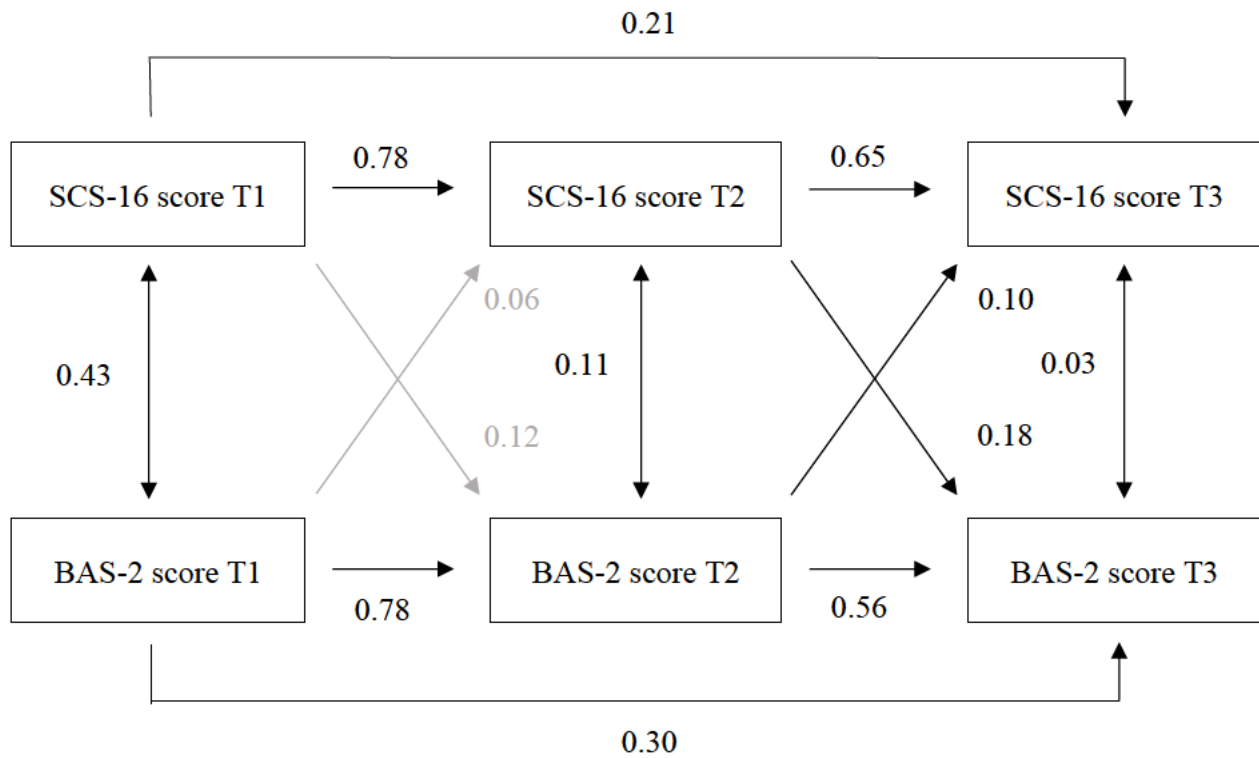 0.21
0.78
0.65
SCS-16 score T1
SCS-16 score T2
SCS-16 score T3
0.06
0.10
0.43
0.11
0.03
0.12
0.18
BAS-2 score T1
BAS-2 score T2
BAS-2 score T3
0.78
0.56
0.30